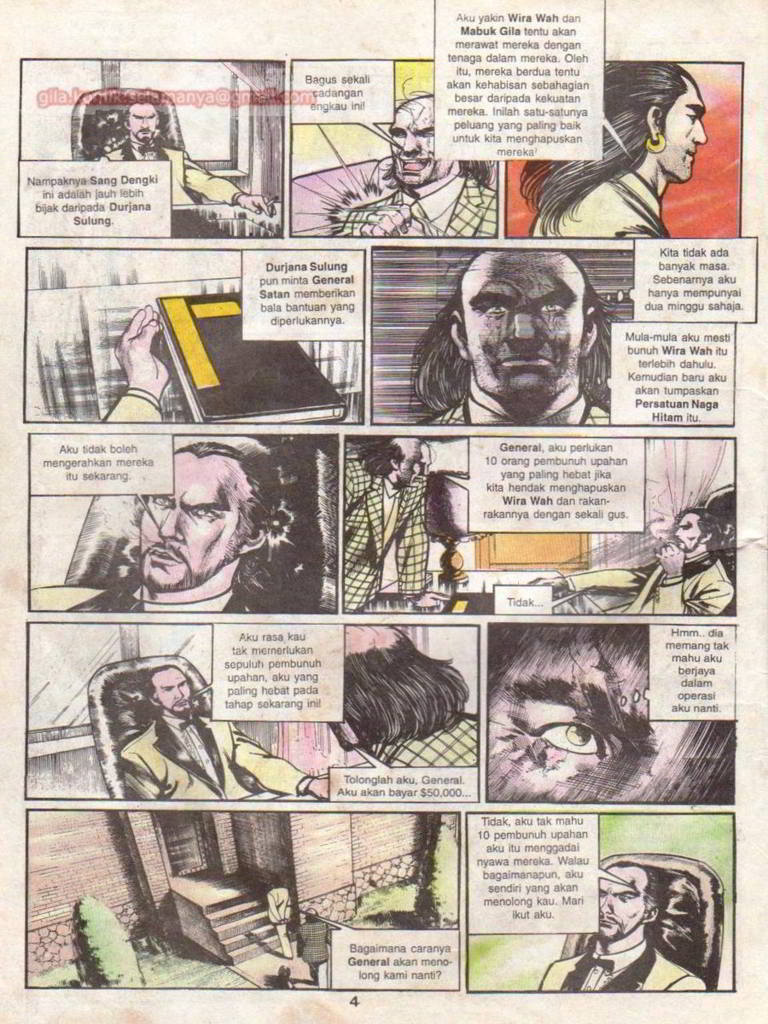 gila.komik.selamanya@gmail.com
Nampaknya Sang Dengki
ini adalah jauh lebih
bijak daripada Durjana
Sulung.
Bagus sekali
cadangan
engkau ini!
Aku yakin Wira Wah dan
Mabuk Gila tentu akan
merawat mereka dengan
tenaga dalam mereka. Oleh
itu, mereka berdua tentu
akan kehabisan sebahagian
besar daripada kekuatan
mereka. Inilah satu-satunya
peluang yang paling baik
untuk kita menghapuskan
mereka!
Durjana Sulung
pun minta General
Satan memberikan
bala bantuan yang
diperlukannya.
Kita tidak ada
banyak masa.
Sebenarnya aku
hanya mempunyai
dua minggu sahaja.
Mula-mula aku mesti
bunuh Wira Wah itu
terlebih dahulu.
Kemudian baru aku
akan tumpaskan
Persatuan Naga
Hitam itu.
Aku tidak boleh
mengerahkan mereka
itu sekarang.
General, aku perlukan
10 orang pembunuh upahan
yang paling hebat jika
kita hendak menghapuskan
Wira Wah dan rakan-
rakannya dengan sekali gus.
Tidak...
Aku rasa kau
tak memerlukan
sepuluh pembunuh
upahan, aku yang
paling hebat pada
tahap sekarang ini!
Tolonglah aku, General.
Aku akan bayar $50,000...
Hmm.. dia
memang tak
mahu aku
berjaya
dalam
operasi
aku nanti.
Bagaimana caranya
General akan meno-
long kami nanti?
Tidak, aku tak mahu
10 pembunuh upahan
aku itu menggadai
nyawa mereka. Walau
bagaimanapun, aku
sendiri yang akan
menolong kau. Mari
ikut aku.
4